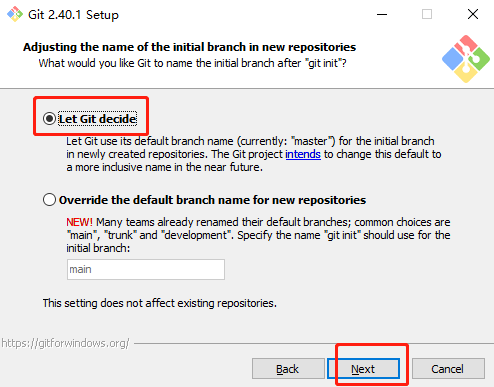 Git 2.40.1 Setup
Adjusting the name of the initial branch in new repositories
What would you like Git to name the initial branch after "git init"?
Let Git decide
Let Git use its default branch name (currently: "master") for the initial branch
in newly created repositories. The Git project intends to change this default to
a more inclusive name in the near future.
Override the default branch name for new repositories
NEW! Many teams already renamed their default branches; common choices are
"main", "trunk" and "development". Specify the name "git init" should use for the
initial branch:
main
This setting does not affect existing repositories.
https://gitforwindows.org/
Back Next Cancel